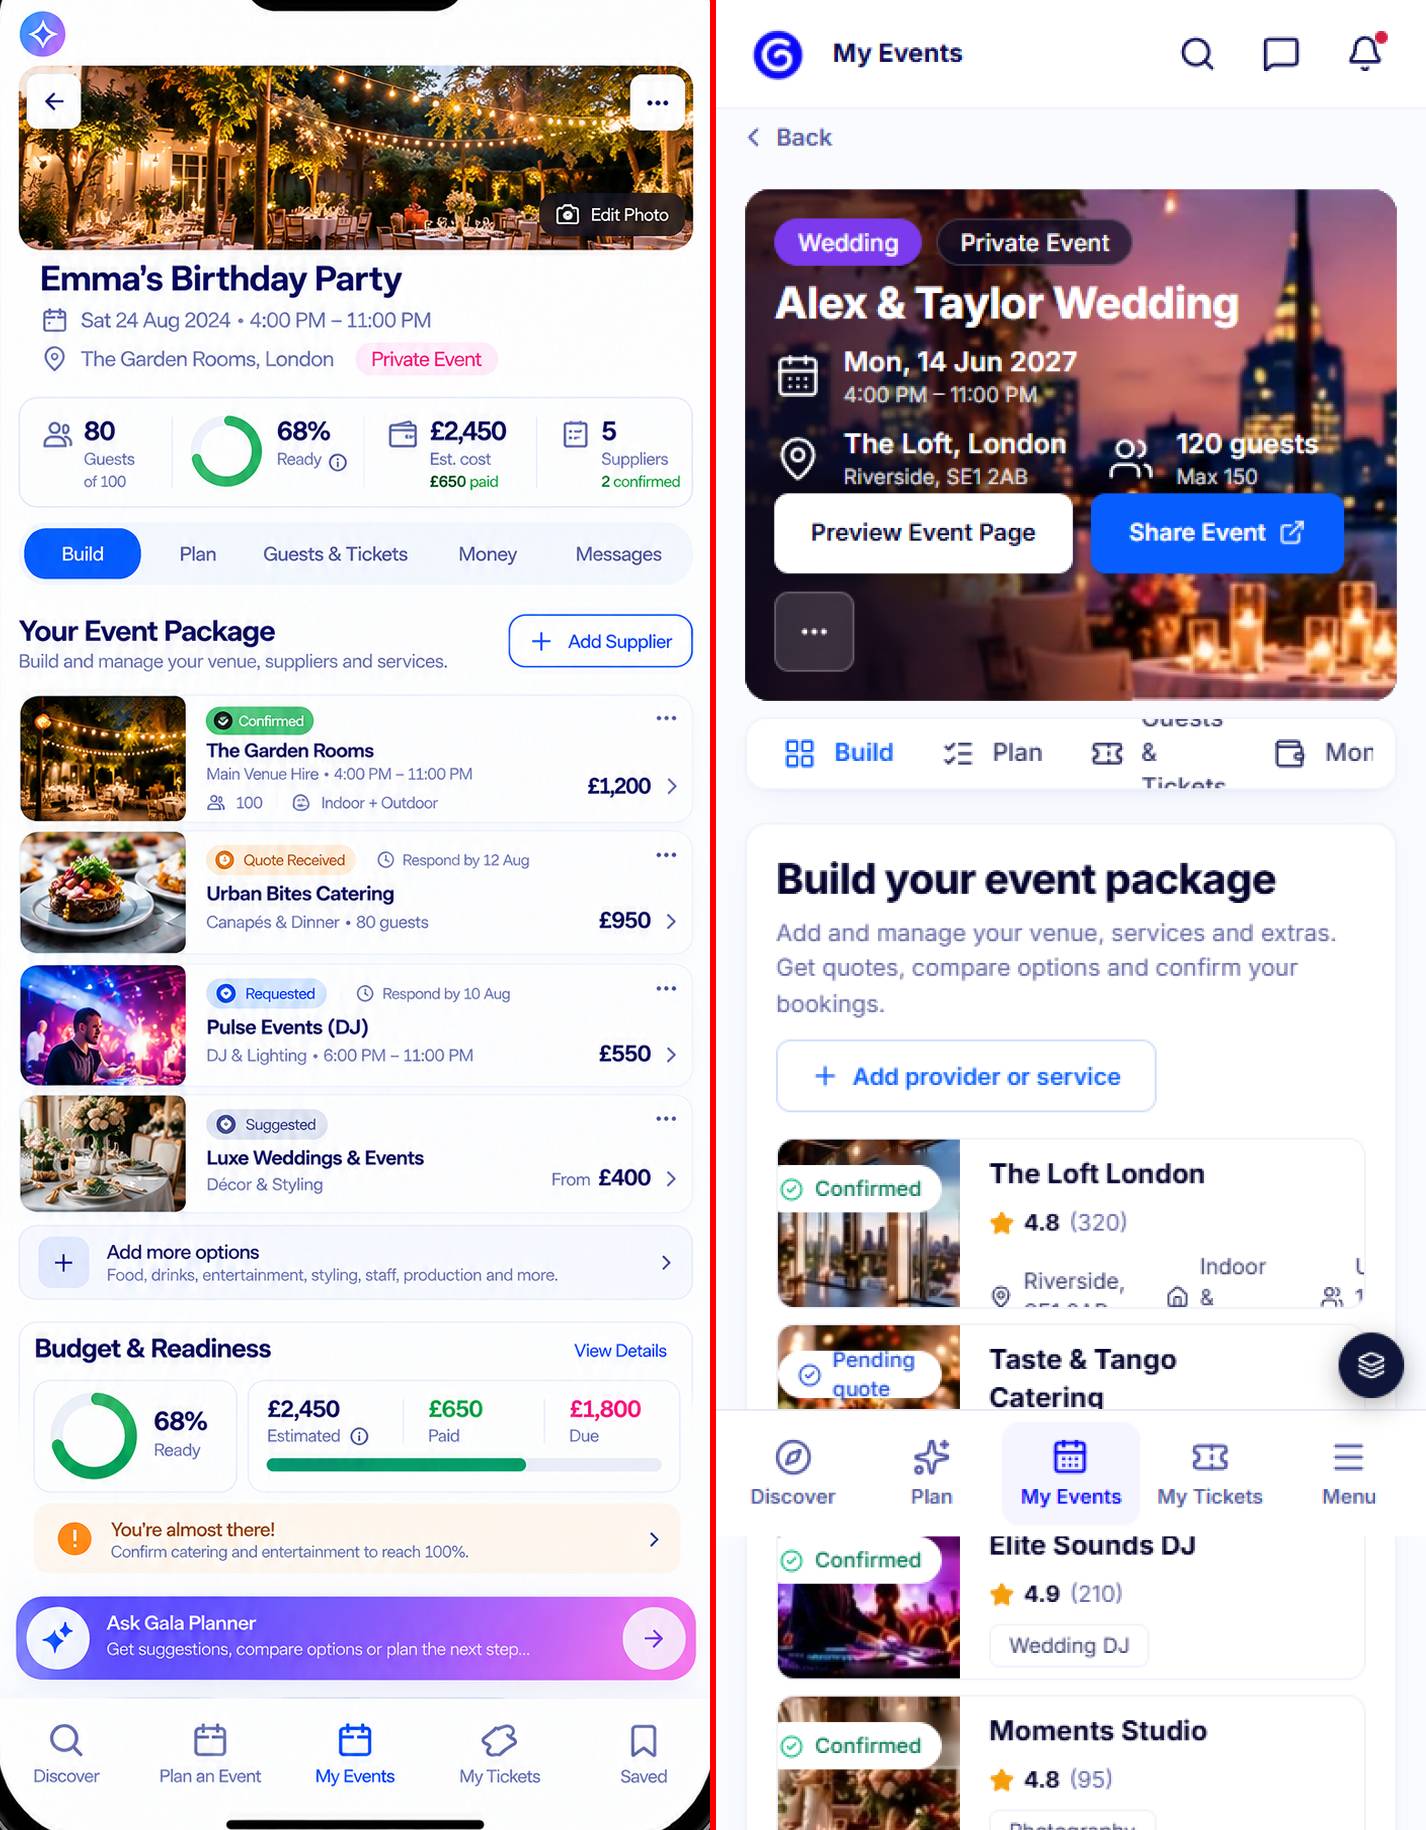 Edit Photo
Emma's Birthday Party
Sat 24 Aug 2024 • 4:00 PM – 11:00 PM
The Garden Rooms, London
Private Event
80
Guests
of 100
68%
Ready
£2,450
Est. cost
£650 paid
5
Suppliers
2 confirmed
Build
Plan
Guests & Tickets
Money
Messages
Your Event Package
Add Supplier
Build and manage your venue, suppliers and services.
Confirmed
The Garden Rooms
Main Venue Hire • 4:00 PM – 11:00 PM
£1,200
100
Indoor + Outdoor
Quote Received
Respond by 12 Aug
Urban Bites Catering
Canapés & Dinner • 80 guests
£950
Requested
Respond by 10 Aug
Pulse Events (DJ)
DJ & Lighting • 6:00 PM – 11:00 PM
£550
Suggested
Luxe Weddings & Events
Décor & Styling
From £400
Add more options
Food, drinks, entertainment, styling, staff, production and more.
Budget & Readiness
View Details
68%
Ready
£2,450
Estimated
£650
Paid
£1,800
Due
You're almost there!
Confirm catering and entertainment to reach 100%.
Ask Gala Planner
Get suggestions, compare options or plan the next step...
Discover
Plan an Event
My Events
My Tickets
Saved
My Events
Back
Wedding
Private Event
Alex & Taylor Wedding
Mon, 14 Jun 2027
4:00 PM – 11:00 PM
The Loft, London
Riverside, SE1 2AB
120 guests
Max 150
Preview Event Page
Share Event
Build
Plan
Guests
&
Tickets
Mon
Build your event package
Add and manage your venue, services and extras.
Get quotes, compare options and confirm your
bookings.
Add provider or service
Confirmed
The Loft London
4.8 (320)
Riverside,
SE1 2AB
Indoor
&
Pending
quote
Taste & Tango
Catering
Discover
Plan
My Events
My Tickets
Menu
Confirmed
Elite Sounds DJ
4.9 (210)
Wedding DJ
Confirmed
Moments Studio
4.8 (95)
Photography